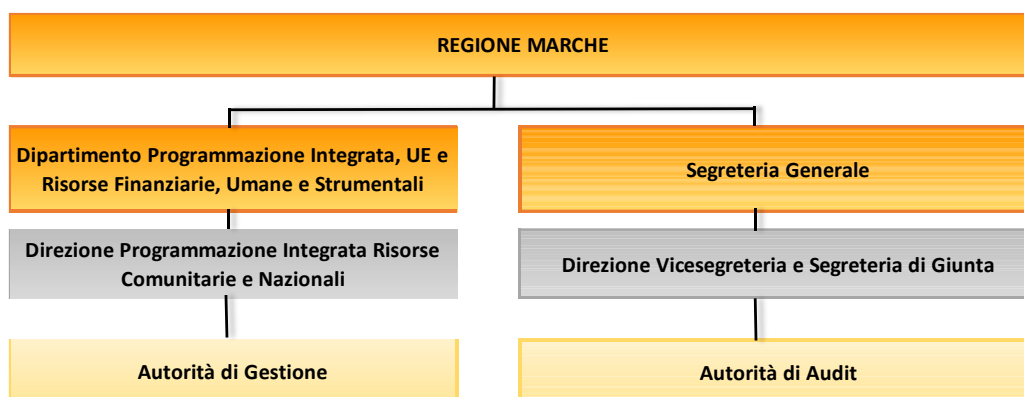 REGIONE MARCHE
Dipartimento Programmazione Integrata, UE e
Risorse Finanziarie, Umane e Strumentali
Segreteria Generale
Direzione Programmazione Integrata Risorse
Comunitarie e Nazionali
Direzione Vicesegreteria e Segreteria di Giunta
Autorità di Gestione
Autorità di Audit